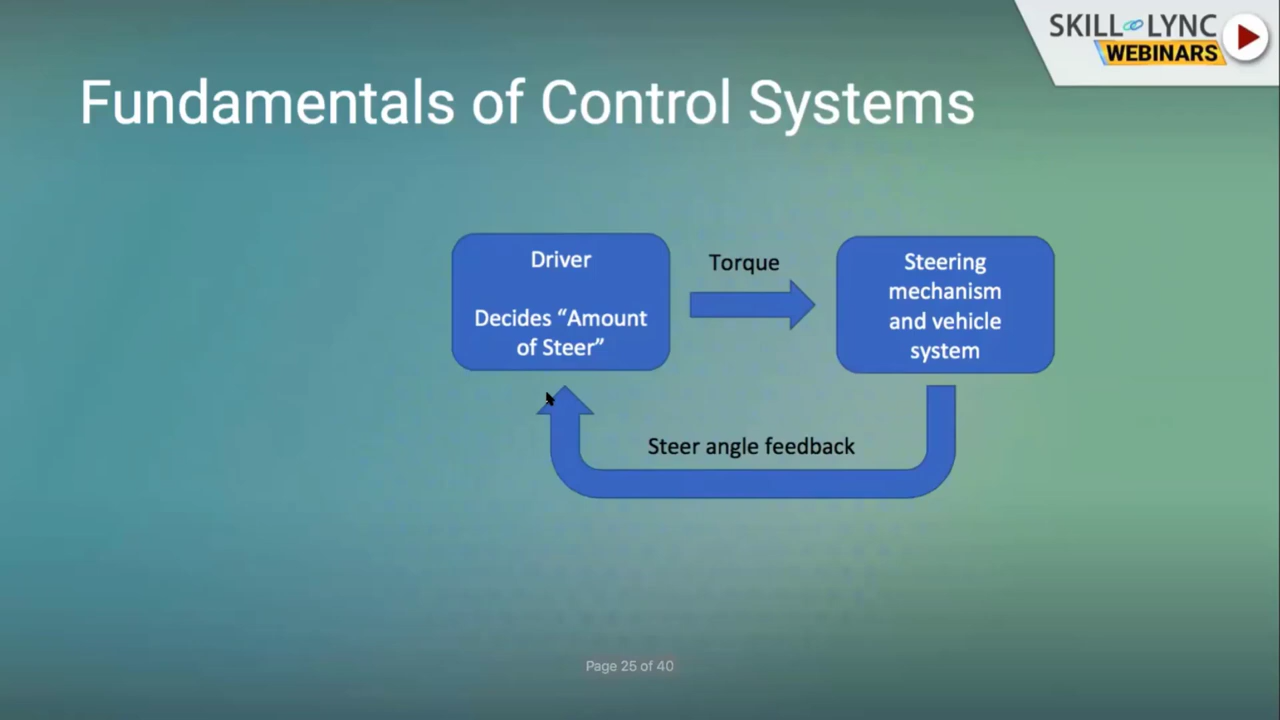 SKILL LYNC
WEBINARS
Fundamentals of Control Systems
Driver
Decides “Amount
of Steer”
Torque
Steering
mechanism
and vehicle
system
Steer angle feedback
Page 25 of 40